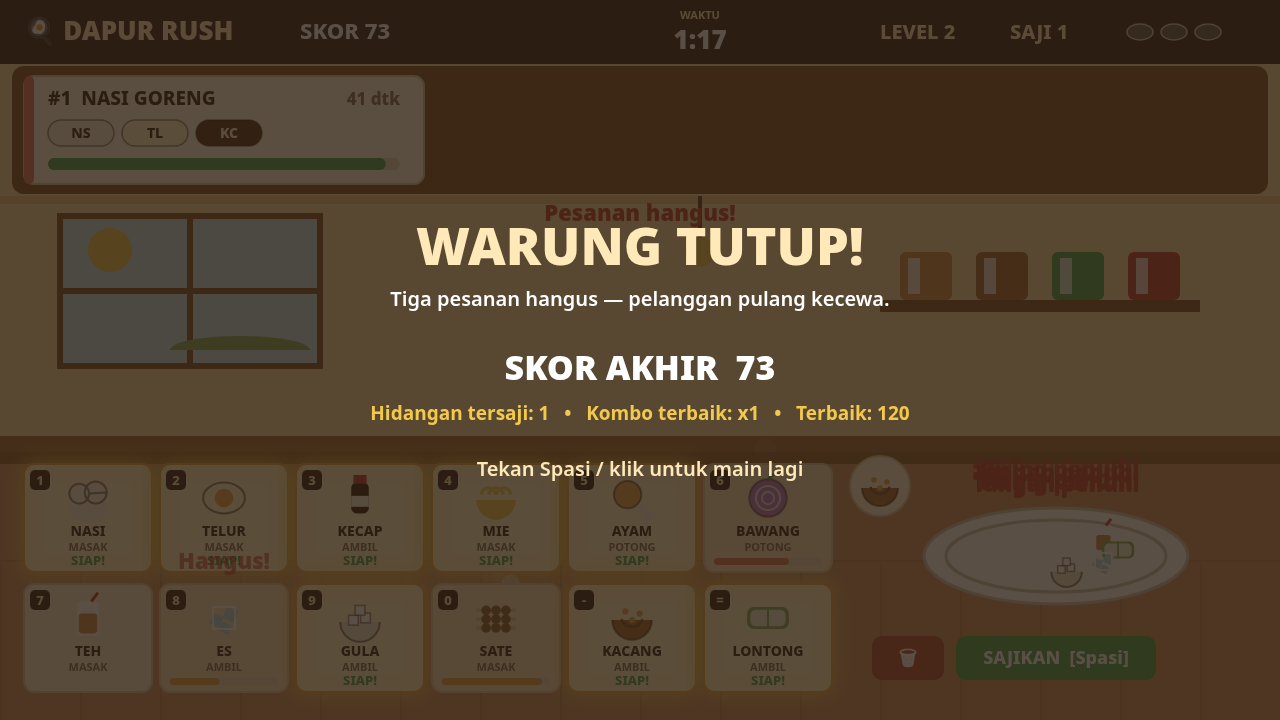 DAPUR RUSH
SKOR 73
WAKTU
1:17
LEVEL 2
SAJI 1
#1 NASI GORENG
41 dtk
NS
TL
KC
Pesanan hangus!
WARUNG TUTUP!
Tiga pesanan hangus — pelanggan pulang kecewa.
SKOR AKHIR 73
Hidangan tersaji: 1 • Kombo terbaik: x1 • Terbaik: 120
Tekan Spasi / klik untuk main lagi
1
NASI
MASAK
SIAP!
2
TELUR
MASAK
SIAP!
Hangus!
3
KECAP
AMBIL
SIAP!
4
MIE
MASAK
SIAP!
5
AYAM
POTONG
SIAP!
6
BAWANG
POTONG
7
TEH
MASAK
8
ES
AMBIL
9
GULA
AMBIL
SIAP!
0
SATE
MASAK
-
KACANG
AMBIL
SIAP!
=
LONTONG
AMBIL
SIAP!
SAJIKAN [Spasi]